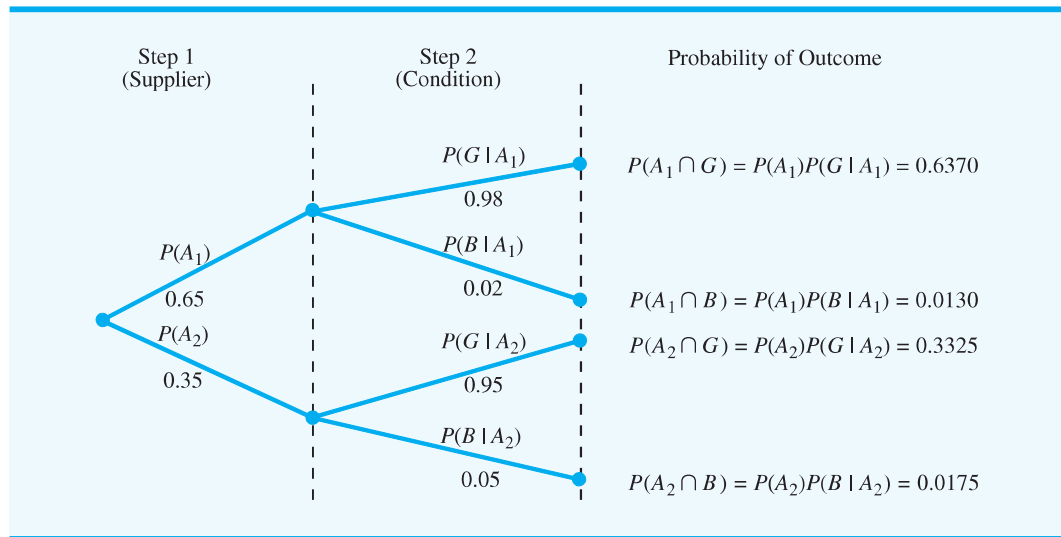 Step 1
(Supplier)
Step 2
(Condition)
Probability of Outcome
P(G | A₁)
0.98
P(A₁ ∩ G) = P(A₁)P(G | A₁) = 0.6370
P(A₁)
0.65
P(B | A₁)
0.02
P(A₁ ∩ B) = P(A₁)P(B | A₁) = 0.0130
P(A₂)
0.35
P(G | A₂)
0.95
P(A₂ ∩ G) = P(A₂)P(G | A₂) = 0.3325
P(B | A₂)
0.05
P(A₂ ∩ B) = P(A₂)P(B | A₂) = 0.0175